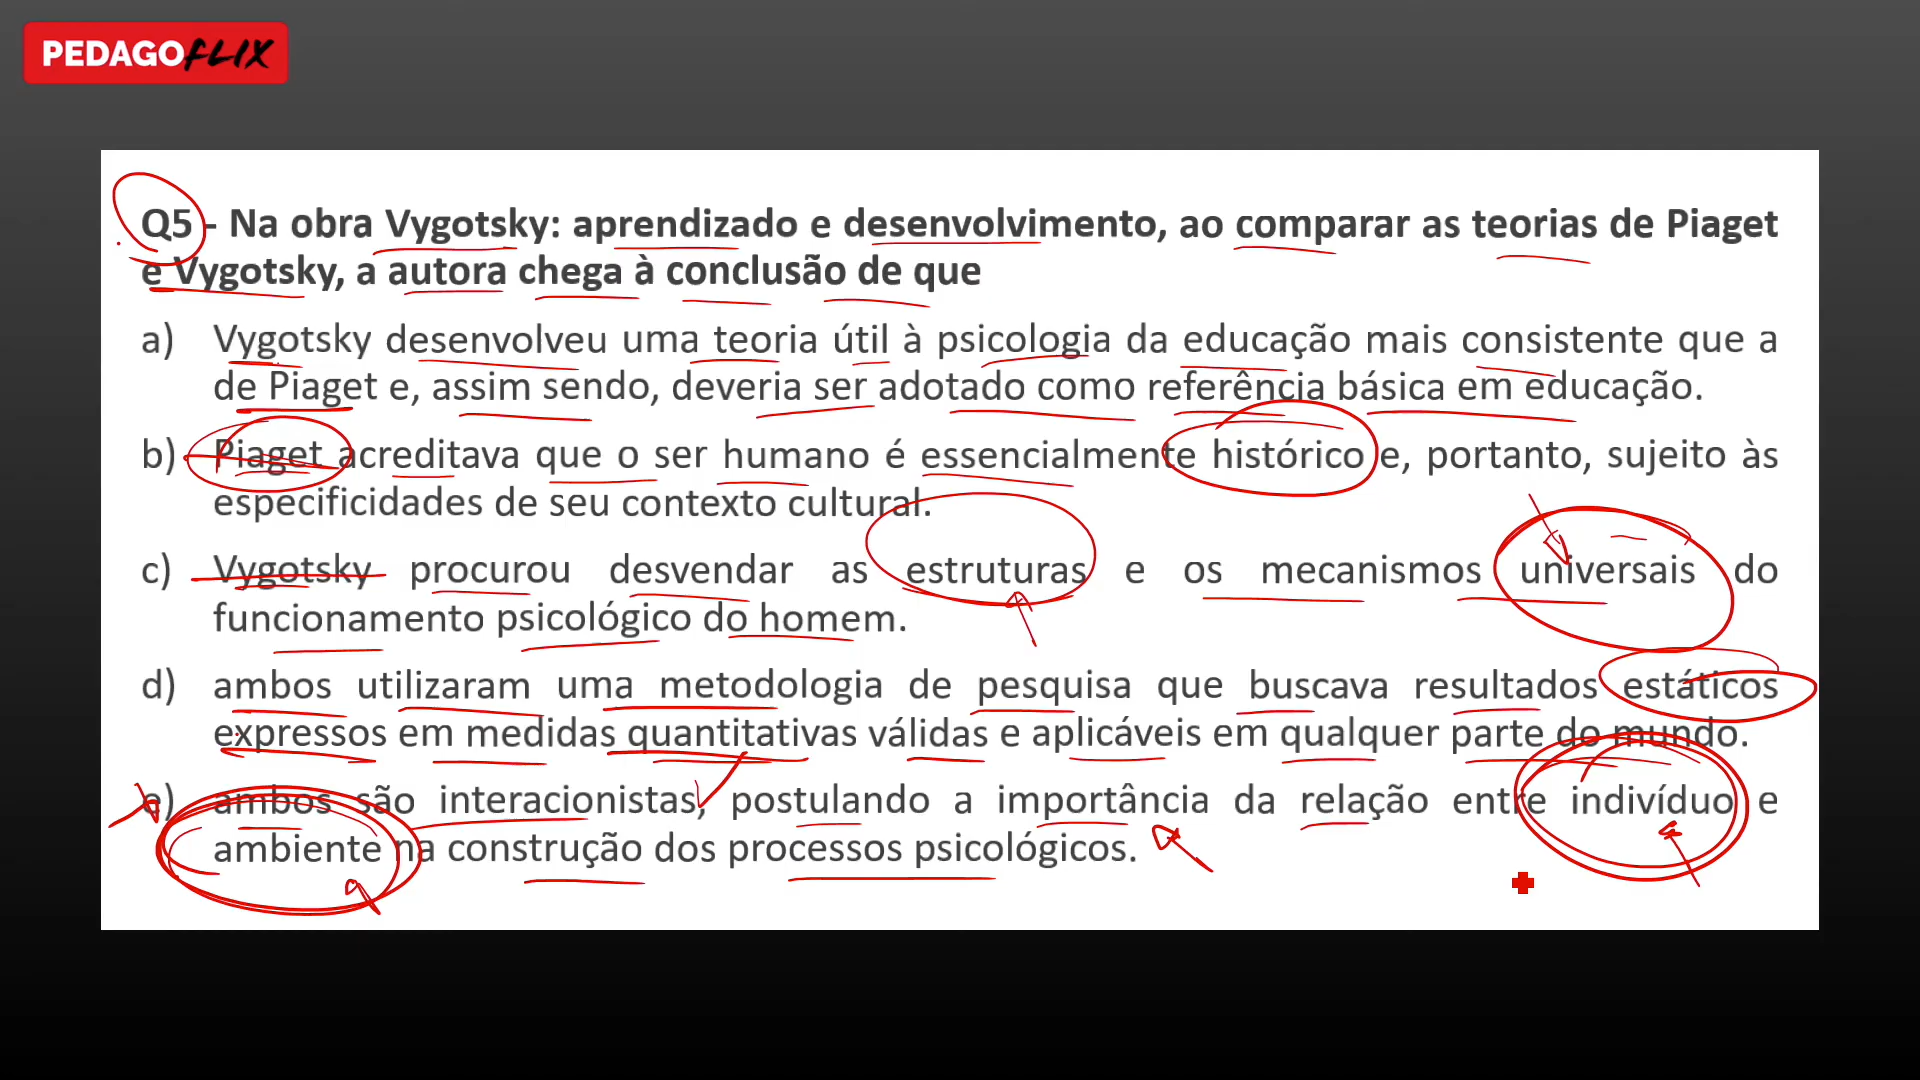 PEDAGOFLIX
Q5 - Na obra Vygotsky: aprendizado e desenvolvimento, ao comparar as teorias de Piaget
e Vygotsky, a autora chega à conclusão de que
a) Vygotsky desenvolveu uma teoria útil à psicologia da educação mais consistente que a
de Piaget e, assim sendo, deveria ser adotado como referência básica em educação.
b) Piaget acreditava que o ser humano é essencialmente histórico e, portanto, sujeito às
especificidades de seu contexto cultural.
c) Vygotsky procurou desvendar as estruturas e os mecanismos universais do
funcionamento psicológico do homem.
d) ambos utilizaram uma metodologia de pesquisa que buscava resultados estáticos
expressos em medidas quantitativas válidas e aplicáveis em qualquer parte do mundo.
e) ambos são interacionistas, postulando a importância da relação entre indivíduo e
ambiente na construção dos processos psicológicos.